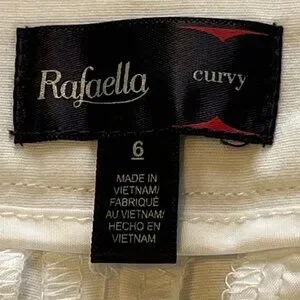 Rafaella
curvy
6
MADE IN
VIETNAM/
FABRIQUÉ
AU VIETNAM/
HECHO EN
VIETNAM